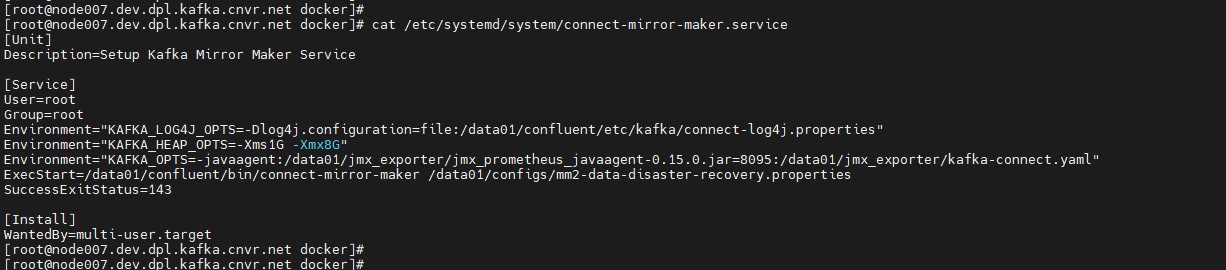 [root@node007.dev.dpl.kafka.cnvr.net docker]#
[root@node007.dev.dpl.kafka.cnvr.net docker]# cat /etc/systemd/system/connect-mirror-maker.service
[Unit]
Description=Setup Kafka Mirror Maker Service

[Service]
User=root
Group=root
Environment="KAFKA_LOG4J_OPTS=-Dlog4j.configuration=file:/data01/confluent/etc/kafka/connect-log4j.properties"
Environment="KAFKA_HEAP_OPTS=-Xms1G -Xmx8G"
Environment="KAFKA_OPTS=-javaagent:/data01/jmx_exporter/jmx_prometheus_javaagent-0.15.0.jar=8095:/data01/jmx_exporter/kafka-connect.yaml"
ExecStart=/data01/confluent/bin/connect-mirror-maker /data01/configs/mm2-data-disaster-recovery.properties
SuccessExitStatus=143

[Install]
WantedBy=multi-user.target
[root@node007.dev.dpl.kafka.cnvr.net docker]#
[root@node007.dev.dpl.kafka.cnvr.net docker]#